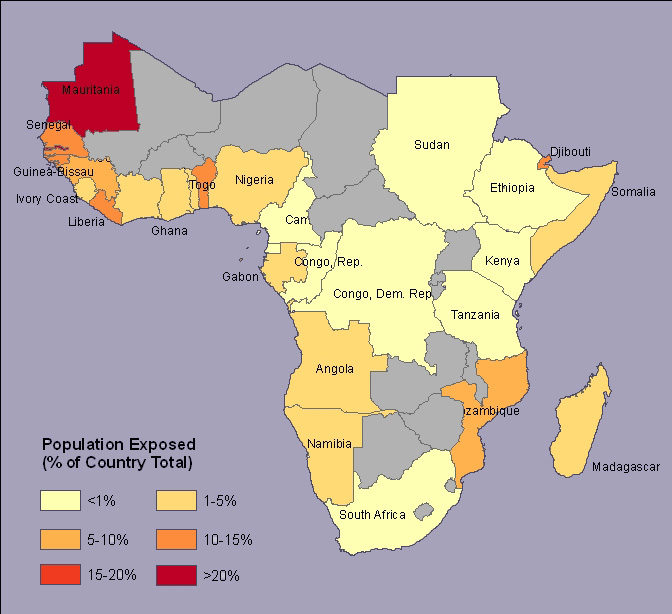 Mauritania
Senegal
Guinea-Bissau
Ivory Coast
Liberia
Togo
Ghana
Nigeria
Sudan
Djibouti
Ethiopia
Somalia
Cam
Gabon
Congo, Rep.
Congo, Dem. Rep
Kenya
Tanzania
Angola
zambique
Namibia
Madagascar
South Africa
Population Exposed
(% of Country Total)
<1% 1-5%
5-10% 10-15%
15-20% >20%